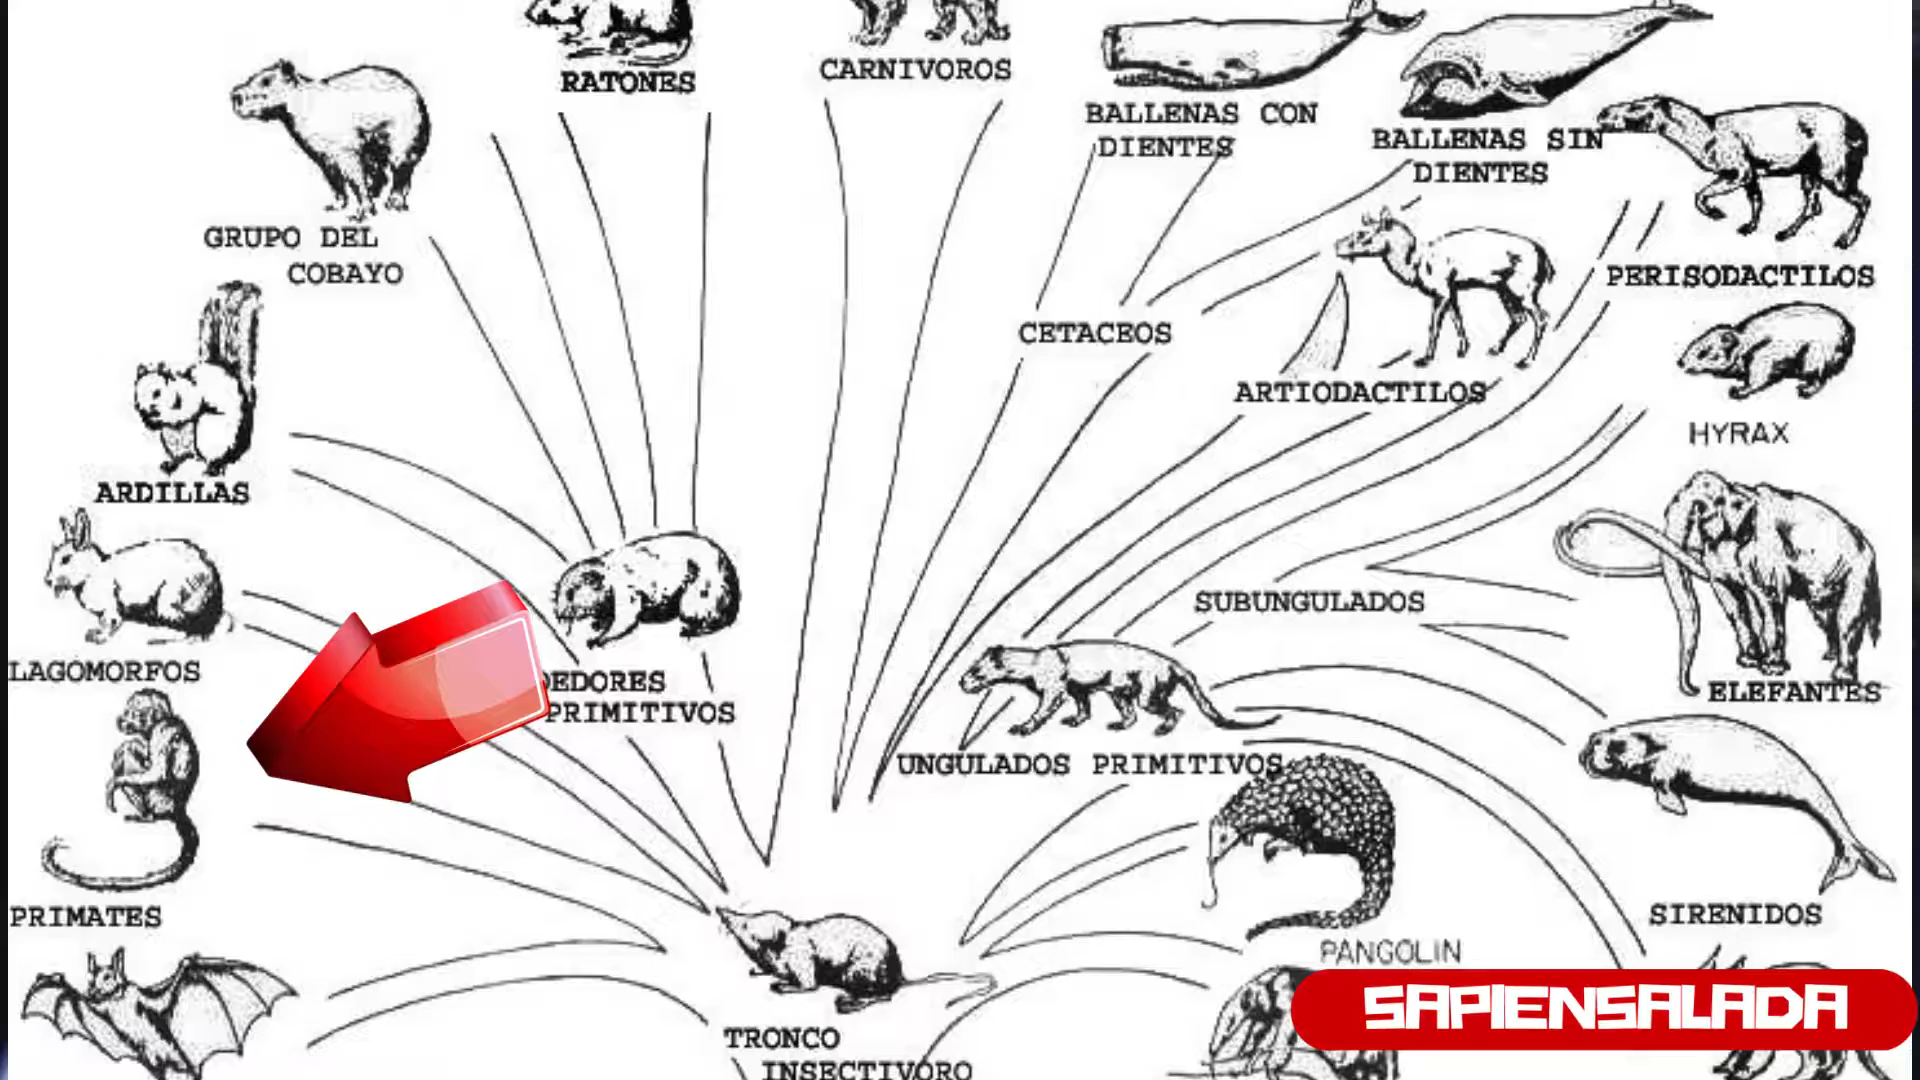 RATONES
CARNIVOROS
BALLENAS CON
DIENTES
BALLENAS SIN
DIENTES
GRUPO DEL
COBAYO
PERISODACTILOS
CETACEOS
ARTIODACTILOS
HYRAX
ARDILLAS
SUBUNGULADOS
LAGOMORFOS
EDORES
PRIMITIVOS
ELEFANTES
UNGULADOS PRIMITIVOS
PRIMATES
SIRENIDOS
PANGOLIN
SAPIENSALADA
TRONCO
INSECTIVORO